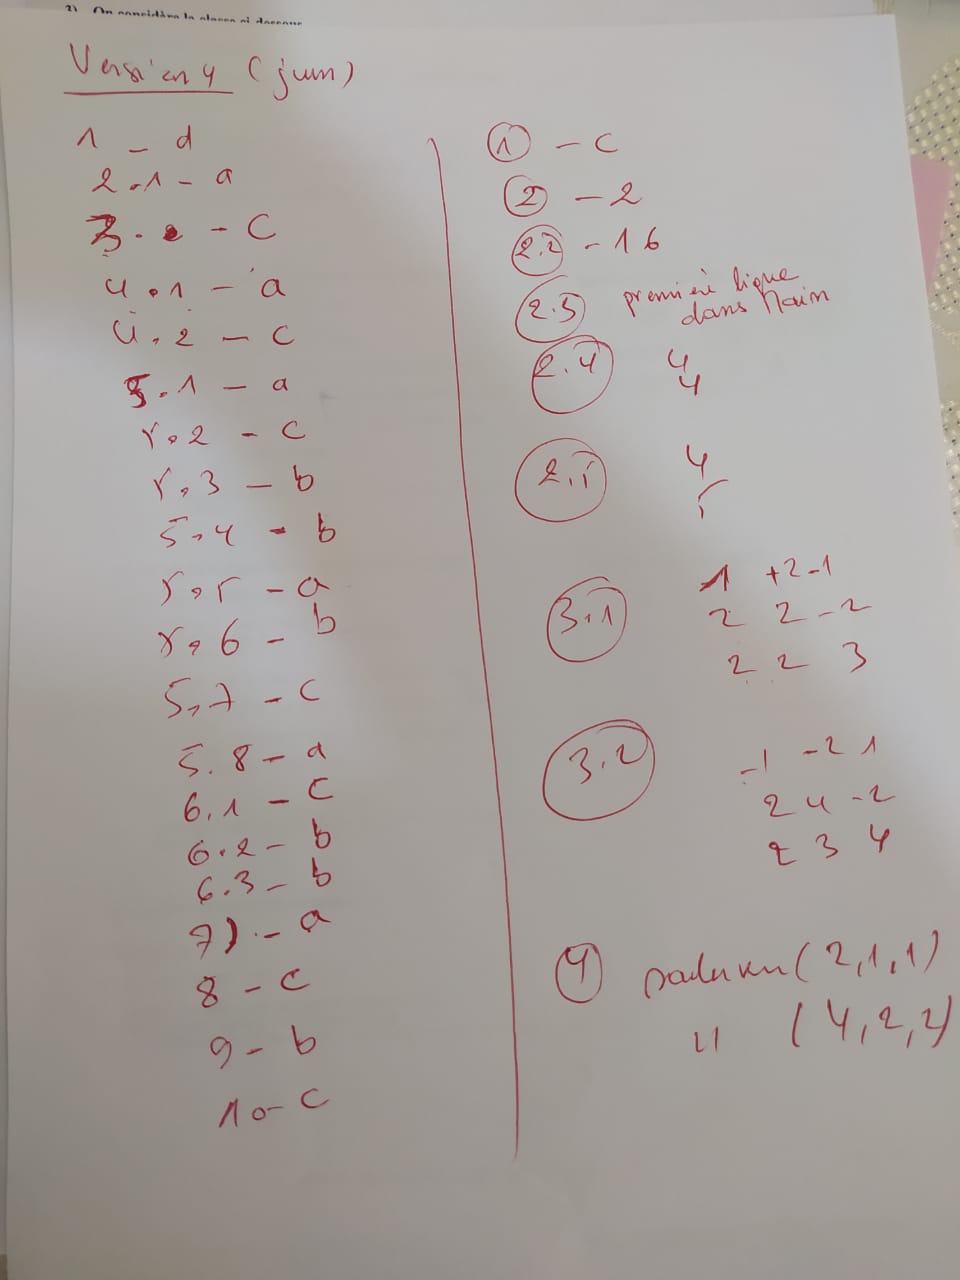 2) On considère la classe ci-dessous
Version 4 (juin)
1 - d
2.1 - a
3. - c
4.1 - a
4.2 - c
5.1 - a
5.2 - c
5.3 - b
5.4 - b
5.5 - a
5.6 - b
5.7 - c
5.8 - a
6.1 - c
6.2 - b
6.3 - b
7) - a
8 - c
9 - b
10 - c
1 - c
2 - 2
2.2 - 16
2.3 première ligne
dans Main
2.4 4
4
2.5 4
5
3.1 1 +2 -1
2 2 -2
2 2 3
3.2 -1 -2 1
2 4 -2
2 3 4
4 (2,1,1)
" (4,2,2)